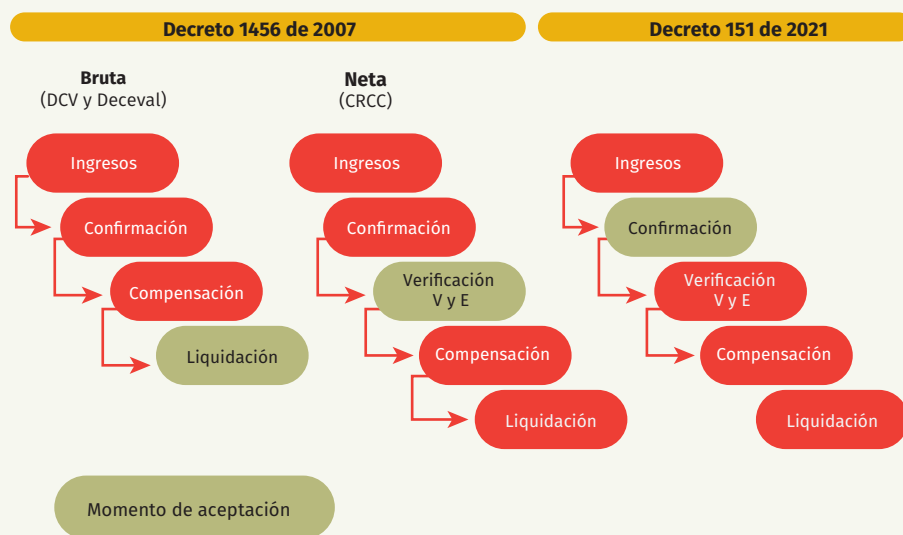 Decreto 1456 de 2007
Decreto 151 de 2021
Bruta
(DCV y Deceval)
Neta
(CRCC)
Ingresos
Confirmación
Compensación
Liquidación
Ingresos
Confirmación
Verificación
V y E
Compensación
Liquidación
Ingresos
Confirmación
Verificación
V y E
Compensación
Liquidación
Momento de aceptación